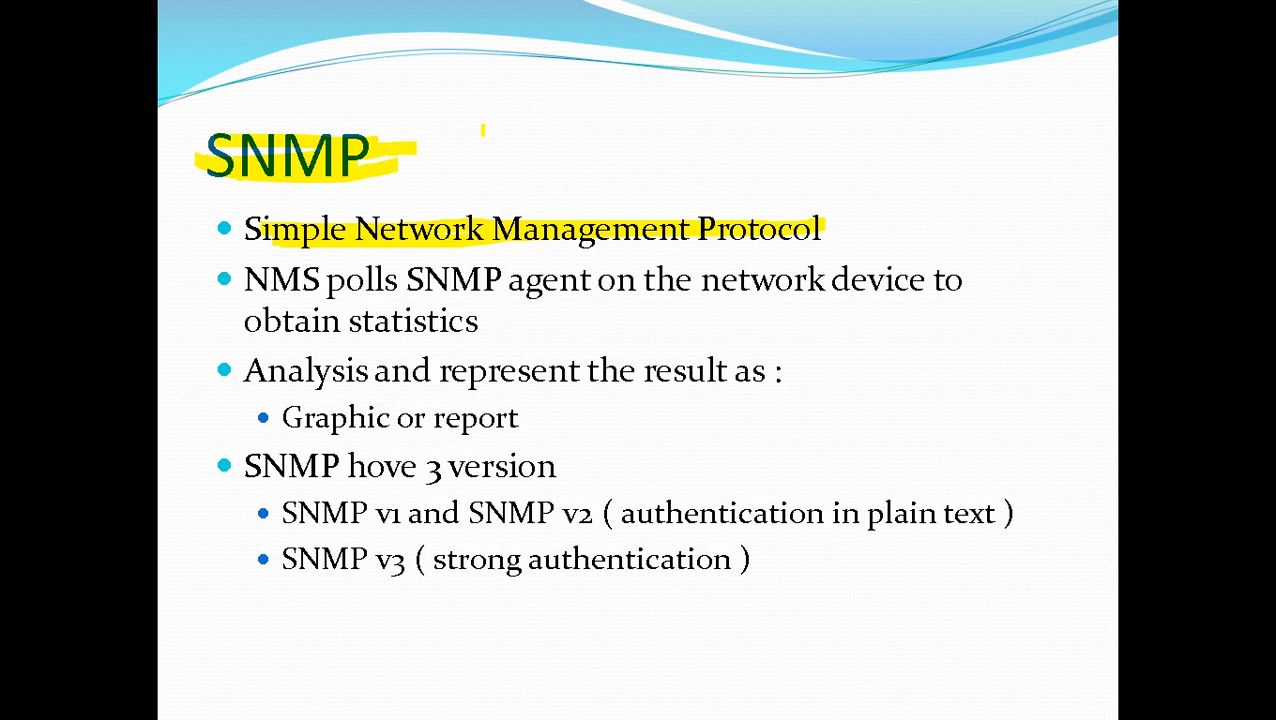 SNMP
Simple Network Management Protocol
NMS polls SNMP agent on the network device to
obtain statistics
Analysis and represent the result as :
Graphic or report
SNMP hove 3 version
SNMP v1 and SNMP v2 ( authentication in plain text )
SNMP v3 ( strong authentication )